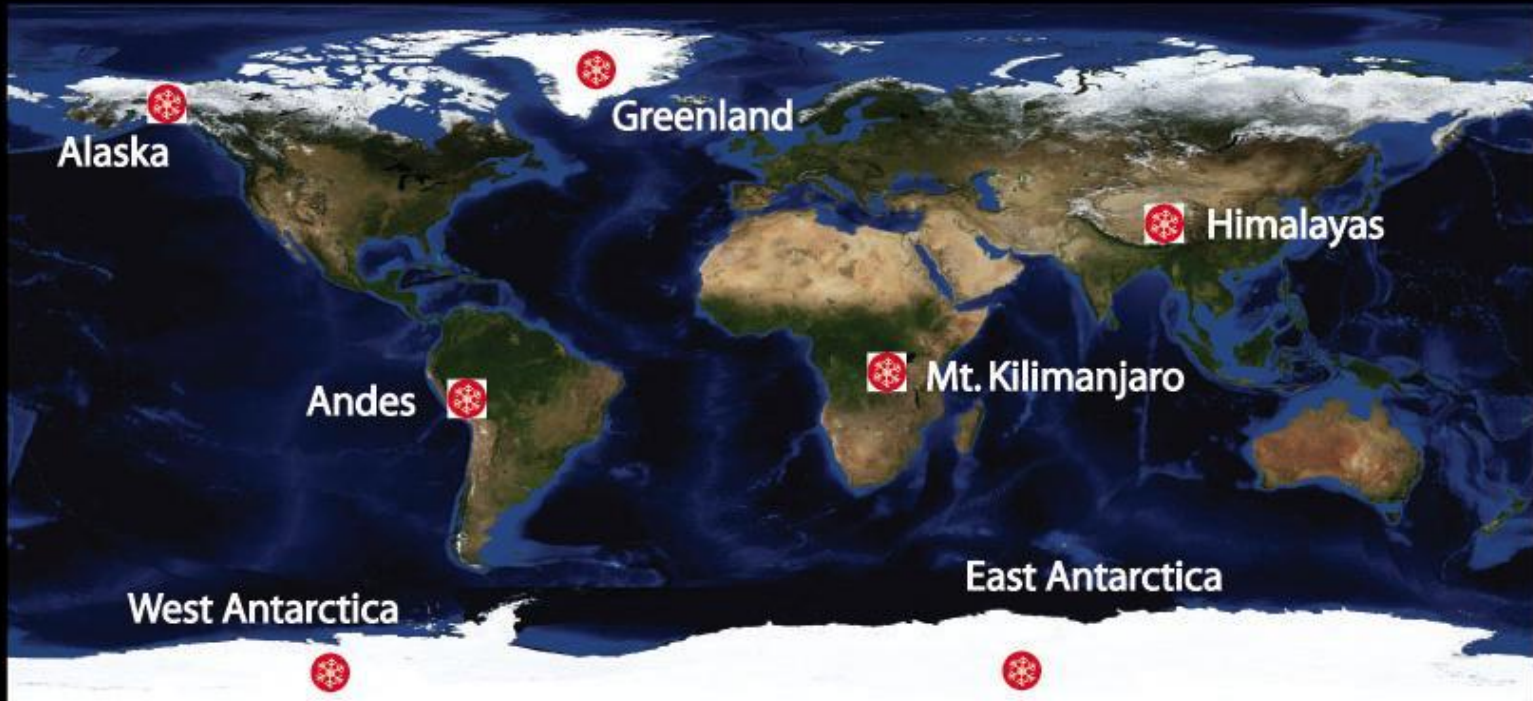 Greenland
Alaska
Himalayas
Mt. Kilimanjaro
Andes
East Antarctica
West Antarctica